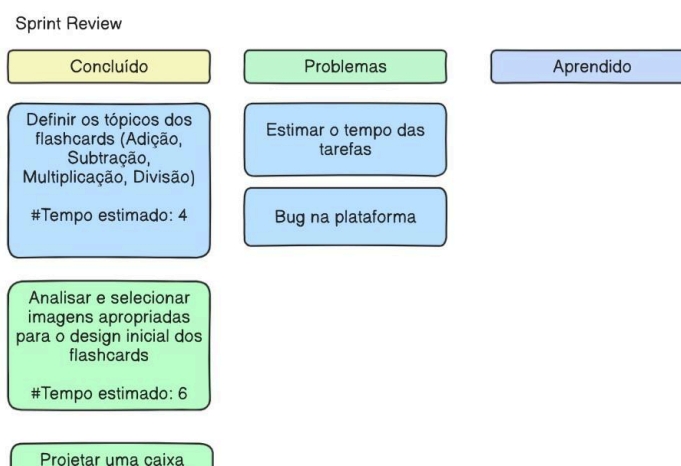 Sprint Review
Concluído
Problemas
Aprendido
Definir os tópicos dos
flashcards (Adição,
Subtração,
Multiplicação, Divisão)
#Tempo estimado: 4
Estimar o tempo das
tarefas
Bug na plataforma
Analisar e selecionar
imagens apropriadas
para o design inicial dos
flashcards
#Tempo estimado: 6
Projetar uma caixa